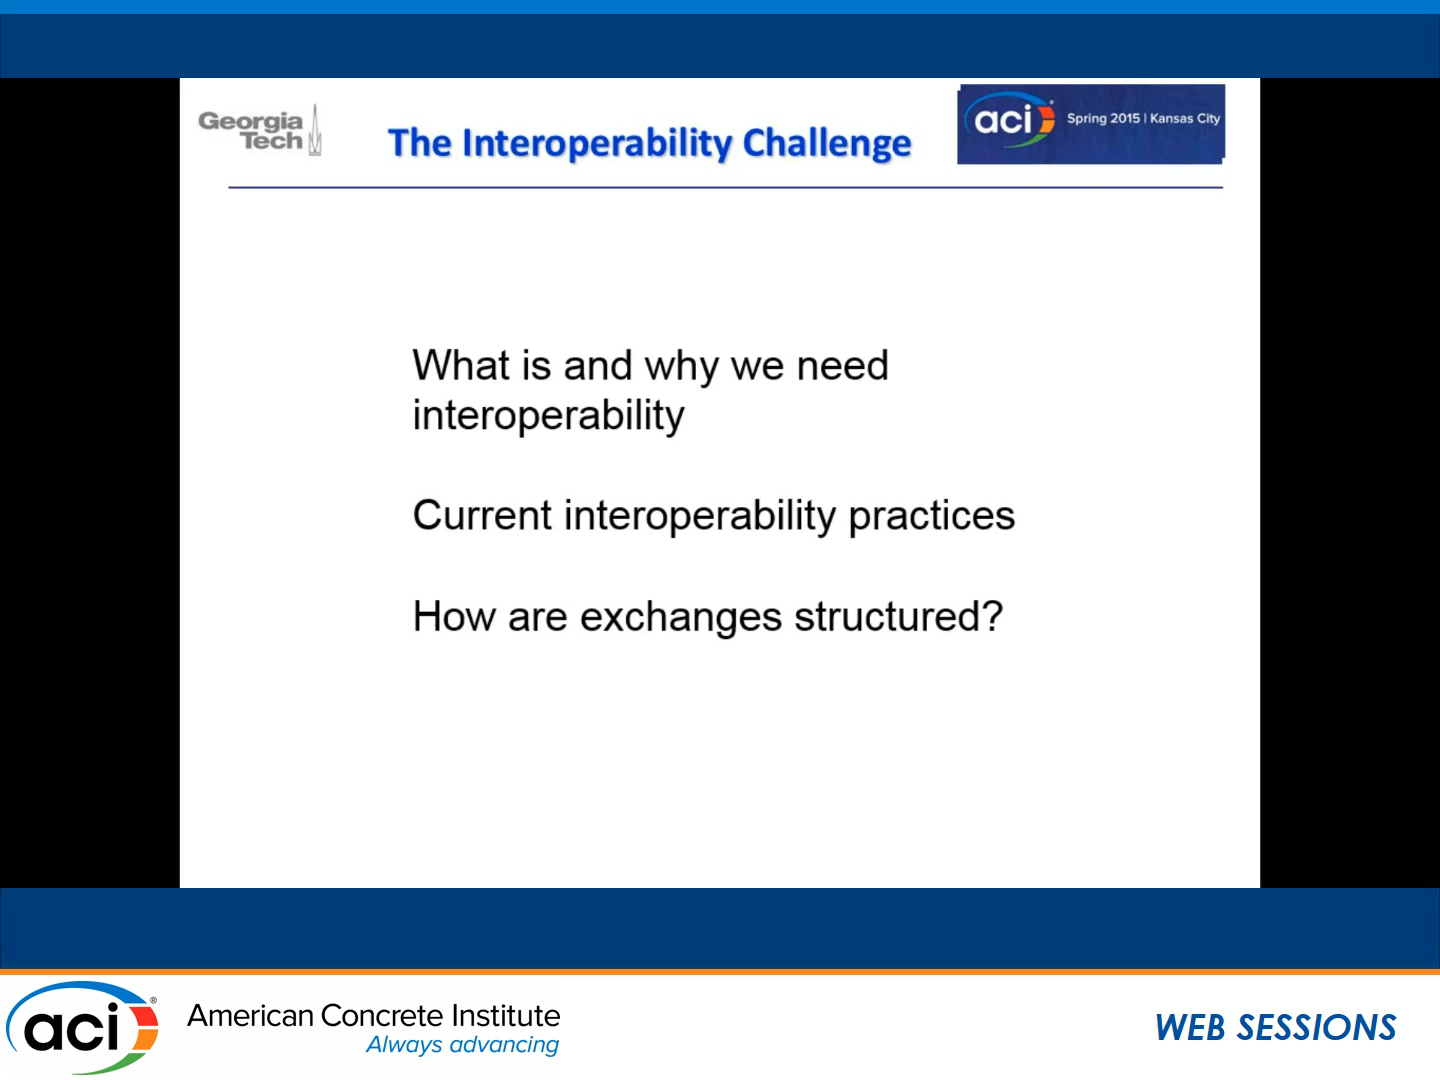 Georgia
Tech
The Interoperability Challenge
aci® Spring 2015 | Kansas City
What is and why we need
interoperability
Current interoperability practices
How are exchanges structured?
aci®
American Concrete Institute
Always advancing
WEB SESSIONS